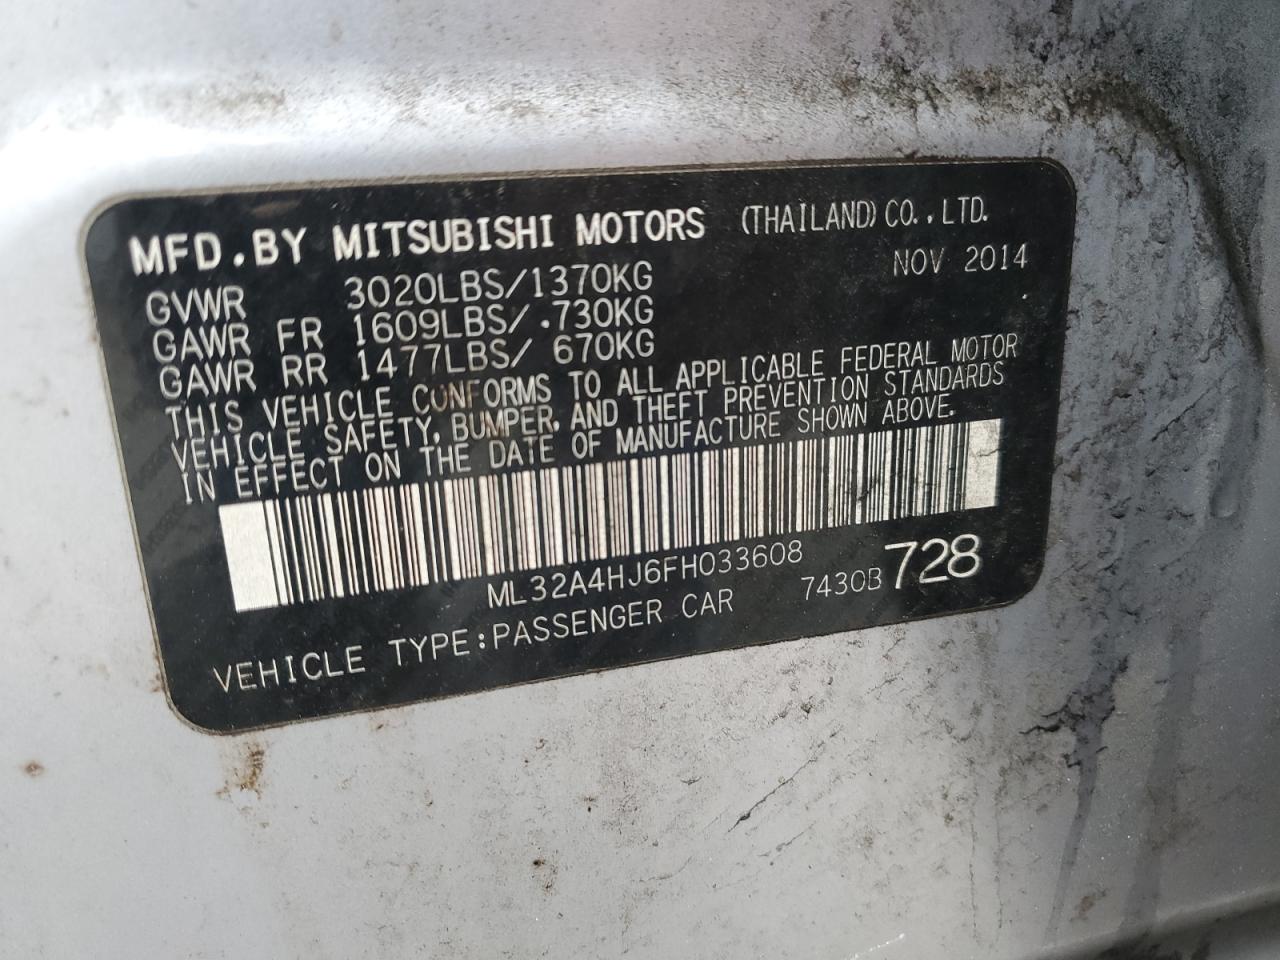 MFD.BY MITSUBISHI MOTORS (THAILAND) CO.,LTD.
NOV 2014
GVWR 3020LBS/1370KG
GAWR FR 1609LBS/ 730KG
GAWR RR 1477LBS/ 670KG
THIS VEHICLE CONFORMS TO ALL APPLICABLE FEDERAL MOTOR
VEHICLE SAFETY, BUMPER, AND THEFT PREVENTION STANDARDS
IN EFFECT ON THE DATE OF MANUFACTURE SHOWN ABOVE.
ML32A4HJ6FH033608
VEHICLE TYPE:PASSENGER CAR 7430B 728